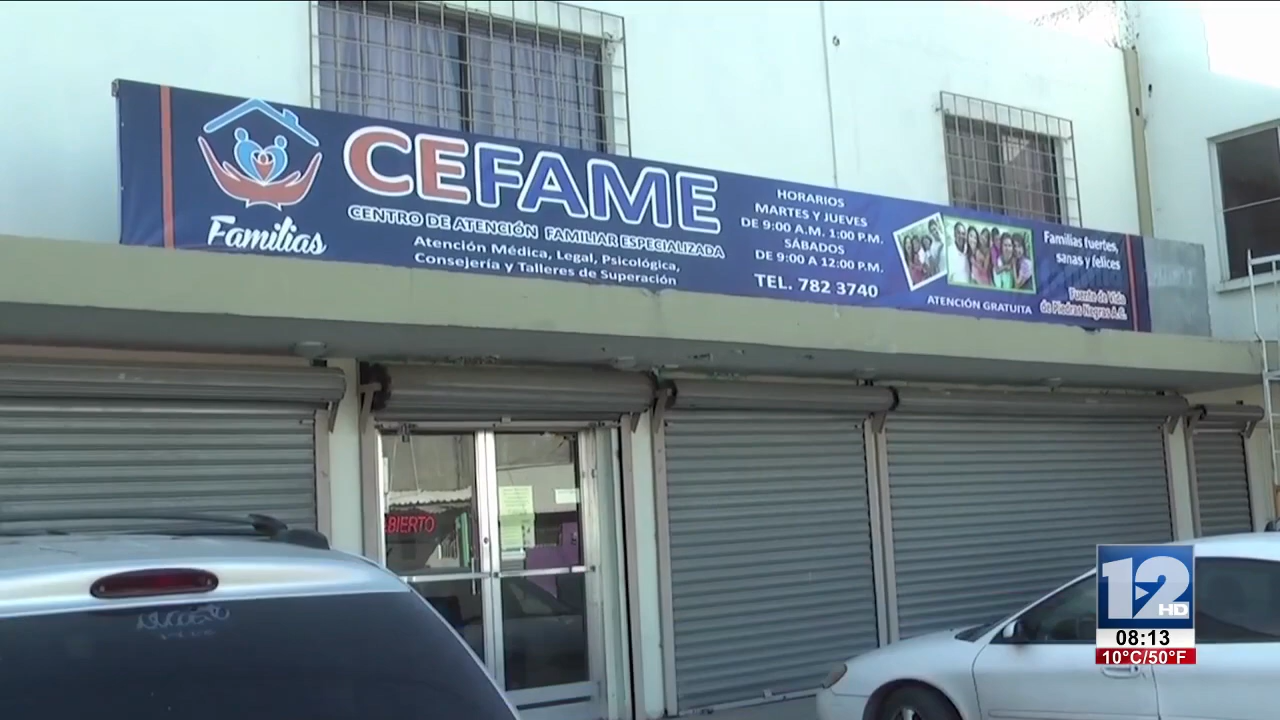 CEFAME
CENTRO DE ATENCIÓN FAMILIAR ESPECIALIZADA
Familias
Atención Médica, Legal, Psicológica,
Consejería y Talleres de Superación
HORARIOS
MARTES Y JUEVES
DE 9:00 A.M. 1:00 P.M.
SÁBADOS
DE 9:00 A 12:00 P.M.
TEL. 782 3740
ATENCIÓN GRATUITA
Familias fuertes,
sanas y felices
Fuente de Vida
de Piedras Negras A.C.
ABIERTO
12
HD
08:13
10°C/50°F